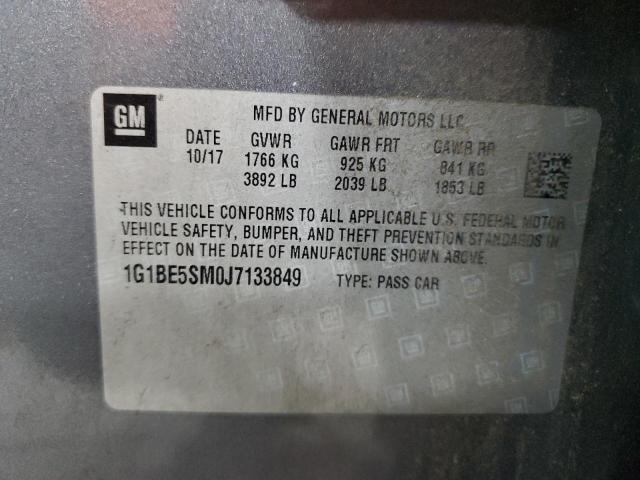 GM
MFD BY GENERAL MOTORS LLC
DATE GVWR GAWR FRT GAWR RR
10/17 1766 KG 925 KG 841 KG
3892 LB 2039 LB 1853 LB
THIS VEHICLE CONFORMS TO ALL APPLICABLE U.S. FEDERAL MOTOR
VEHICLE SAFETY, BUMPER, AND THEFT PREVENTION STANDARDS IN
EFFECT ON THE DATE OF MANUFACTURE SHOWN ABOVE.
1G1BE5SM0J7133849 TYPE: PASS CAR